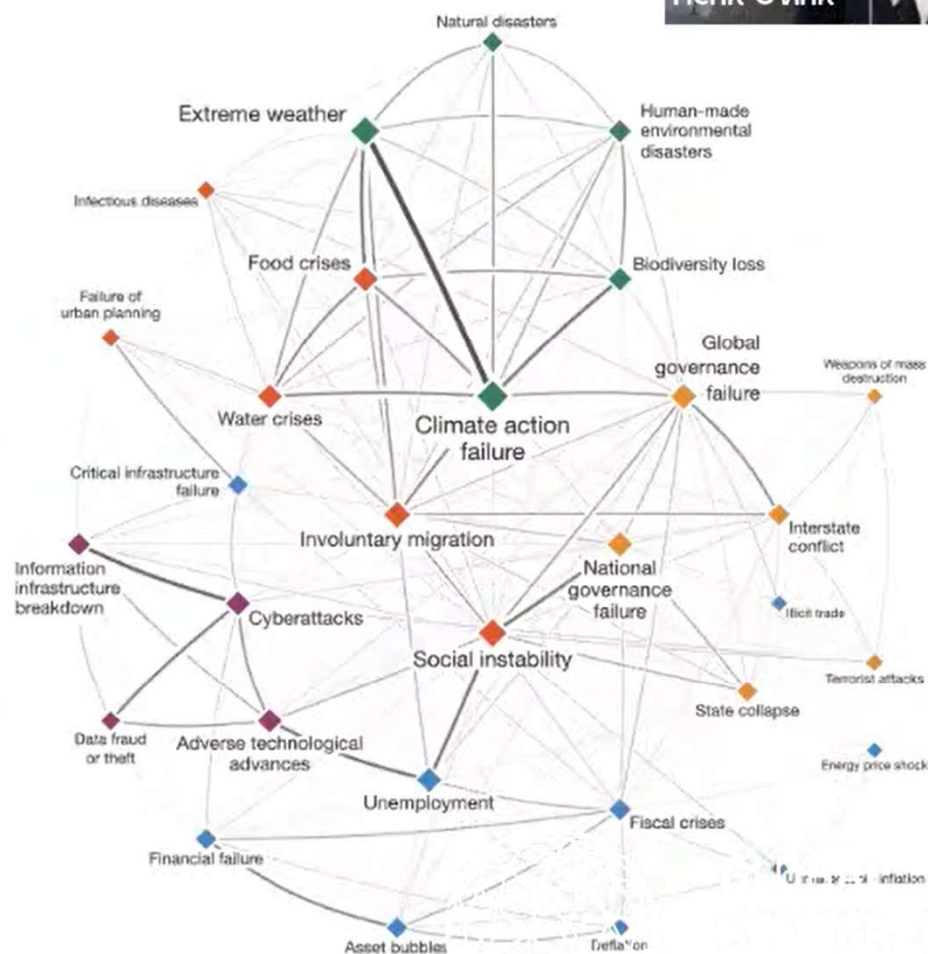 Henk Ovink
Natural disasters
Extreme weather
Human-made
environmental
disasters
Infectious diseases
Food crises
Biodiversity loss
Failure of
urban planning
Global
governance
failure
Weapons of mass
destruction
Water crises
Climate action
failure
Critical infrastructure
failure
Involuntary migration
Interstate
conflict
Information
infrastructure
breakdown
National
governance
failure
Cyberattacks
Illicit trade
Social instability
Terrorist attacks
State collapse
Data fraud
or theft
Adverse technological
advances
Energy price shock
Unemployment
Fiscal crises
Financial failure
inflation
Asset bubbles
Deflation